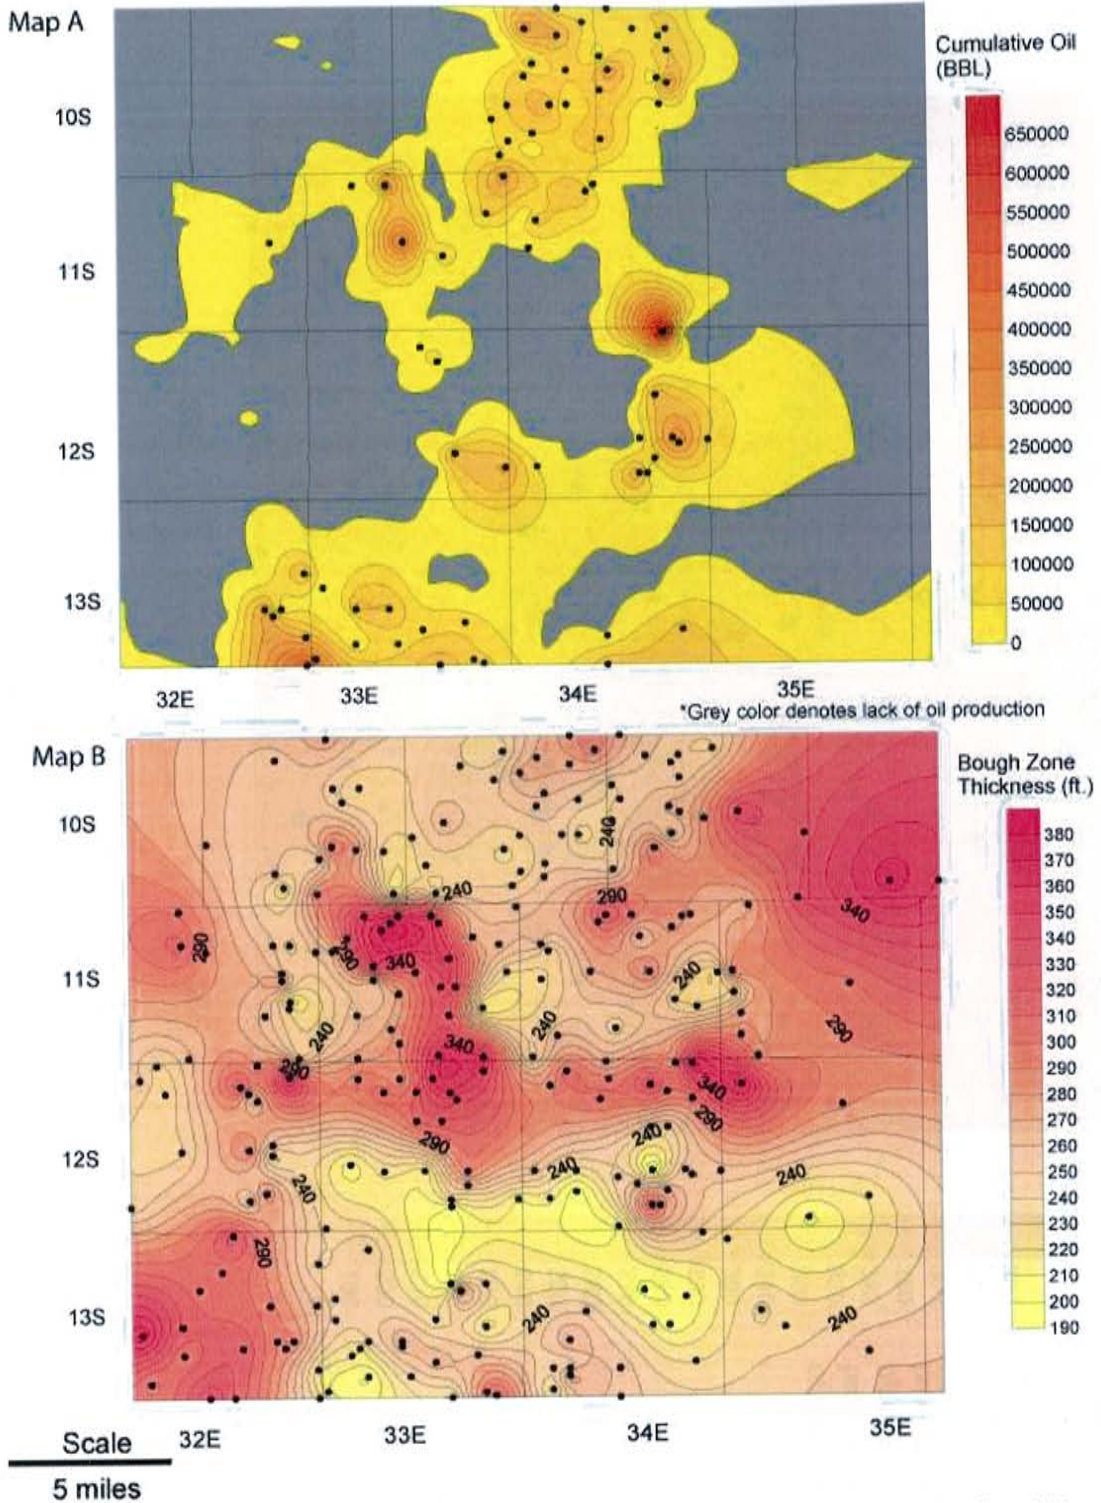 Map A
Cumulative Oil
(BBL)
10S
11S
12S
13S
650000
600000
550000
500000
450000
400000
350000
300000
250000
200000
150000
100000
50000
0
32E
33E
34E
35E
*Grey color denotes lack of oil production
Map B
Bough Zone
Thickness (ft.)
10S
11S
12S
13S
240
240
290
340
290
290
340
240
240
240
290
340
290
340
290
290
240
240
240
240
290
240
240
380
370
360
350
340
330
320
310
300
290
280
270
260
250
240
230
220
210
200
190
32E
33E
34E
35E
Scale
5 miles